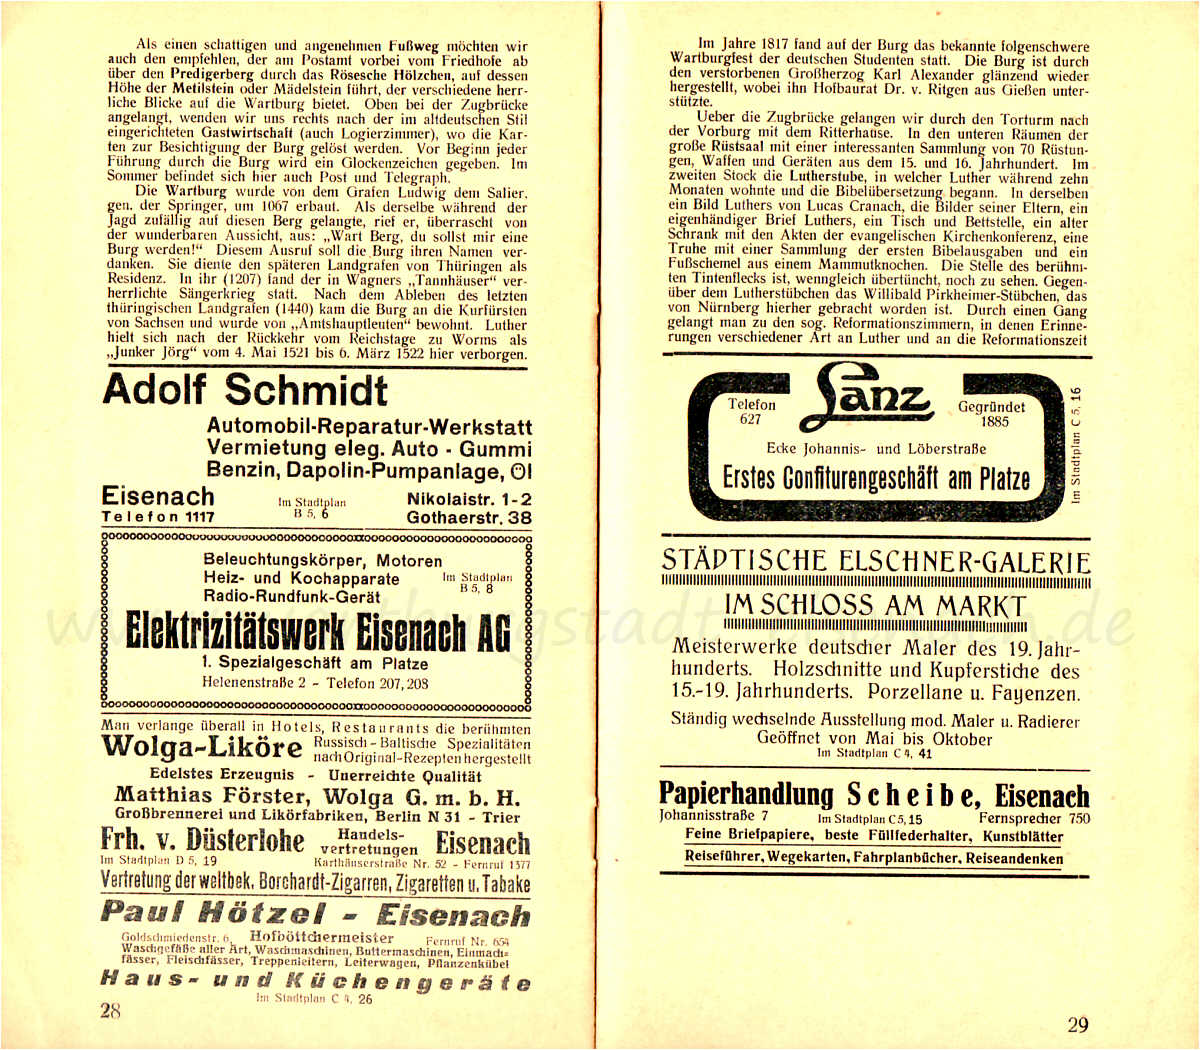 Als einen schattigen und angenehmen Fußweg möchten wir
auch den empfehlen, der am Postamt vorbei vom Friedhofe ab
über den Predigerberg durch das Rösesche Hölzchen, auf dessen
Höhe der Metilstein oder Mädelstein führt, der verschiedene herr-
liche Blicke auf die Wartburg bietet. Oben bei der Zugbrücke
angelangt, wenden wir uns rechts nach der im altdeutschen Stil
eingerichteten Gastwirtschaft (auch Logierzimmer), wo die Kar-
ten zur Besichtigung der Burg gelöst werden. Vor Beginn jeder
Führung durch die Burg wird ein Glockenzeichen gegeben. Im
Sommer befindet sich hier auch Post und Telegraph.
Die Wartburg wurde von dem Grafen Ludwig dem Salier,
gen. der Springer, um 1067 erbaut. Als derselbe während der
Jagd zufällig auf diesen Berg gelangte, rief er, überrascht von
der wunderbaren Aussicht, aus: „Wart Berg, du sollst mir eine
Burg werden!“ Diesem Ausruf soll die Burg ihren Namen ver-
danken. Sie diente den späteren Landgrafen von Thüringen als
Residenz. In ihr (1207) fand der in Wagners „Tannhäuser“ ver-
herrlichte Sängerkrieg statt. Nach dem Ableben des letzten
thüringischen Landgrafen (1440) kam die Burg an die Kurfürsten
von Sachsen und wurde von „Amtshauptleuten“ bewohnt. Luther
hielt sich nach der Rückkehr vom Reichstage zu Worms als
„Junker Jörg“ vom 4. Mai 1521 bis 6. März 1522 hier verborgen.
Adolf Schmidt
Automobil-Reparatur-Werkstatt
Vermietung eleg. Auto - Gummi
Benzin, Dapolin-Pumpanlage, Öl
Eisenach Im Stadtplan Nikolaistr. 1-2
Telefon 1117 B 5, 6 Gothaerstr. 38
Beleuchtungskörper, Motoren
Heiz- und Kochapparate Im Stadtplan
Radio-Rundfunk-Gerät B 5, 8
Elektrizitätswerk Eisenach AG
1. Spezialgeschäft am Platze
Helenenstraße 2 - Telefon 207, 208
Man verlange überall in Hotels, Restaurants die berühmten
Wolga-Liköre Russisch-Baltische Spezialitäten
nach Original-Rezepten hergestellt
Edelstes Erzeugnis - Unerreichte Qualität
Matthias Förster, Wolga G. m. b. H.
Großbrennerei und Likörfabriken, Berlin N 31 - Trier
Frh. v. Düsterlohe Handels-vertretungen Eisenach
Im Stadtplan D 5, 19 Karthäuserstraße Nr. 52 - Fernruf 1377
Vertretung der weltbek. Borchardt-Zigarren, Zigaretten u. Tabake
Paul Hötzel - Eisenach
Goldschmiedenstr. 6, Hofböttchermeister Fernruf Nr. 654
Waschgefäße aller Art, Waschmaschinen, Buttermaschinen, Einmach-
fässer, Fleischfässer, Treppenleitern, Leiterwagen, Pflanzenkübel
Haus- und Küchengeräte
Im Stadtplan C 4, 26
28
Im Jahre 1817 fand auf der Burg das bekannte folgenschwere
Wartburgfest der deutschen Studenten statt. Die Burg ist durch
den verstorbenen Großherzog Karl Alexander glänzend wieder
hergestellt, wobei ihn Hofbaurat Dr. v. Ritgen aus Gießen unter-
stützte.
Ueber die Zugbrücke gelangen wir durch den Torturm nach
der Vorburg mit dem Ritterhause. In den unteren Räumen der
große Rüstsaal mit einer interessanten Sammlung von 70 Rüstun-
gen, Waffen und Geräten aus dem 15. und 16. Jahrhundert. Im
zweiten Stock die Lutherstube, in welcher Luther während zehn
Monaten wohnte und die Bibelübersetzung begann. In derselben
ein Bild Luthers von Lucas Cranach, die Bilder seiner Eltern, ein
eigenhändiger Brief Luthers, ein Tisch und Bettstelle, ein alter
Schrank mit den Akten der evangelischen Kirchenkonferenz, eine
Truhe mit einer Sammlung der ersten Bibelausgaben und ein
Fußschemel aus einem Mammutknochen. Die Stelle des berühm-
ten Tintenflecks ist, wenngleich übertüncht, noch zu sehen. Gegen-
über dem Lutherstübchen das Willibald Pirkheimer-Stübchen, das
von Nürnberg hierher gebracht worden ist. Durch einen Gang
gelangt man zu den sog. Reformationszimmern, in denen Erinne-
rungen verschiedener Art an Luther und an die Reformationszeit
Telefon 627 Lanz Gegründet 1885
Ecke Johannis- und Löberstraße
Erstes Confiturengeschäft am Platze
Im Stadtplan C 5, 16
STÄDTISCHE ELSCHNER-GALERIE
IM SCHLOSS AM MARKT
Meisterwerke deutscher Maler des 19. Jahr-
hunderts. Holzschnitte und Kupferstiche des
15.-19. Jahrhunderts. Porzellane u. Fayenzen.
Ständig wechselnde Ausstellung mod. Maler u. Radierer
Geöffnet von Mai bis Oktober
Im Stadtplan C 4, 41
Papierhandlung Scheibe, Eisenach
Johannisstraße 7 Im Stadtplan C 5, 15 Fernsprecher 750
Feine Briefpapiere, beste Füllfederhalter, Kunstblätter
Reiseführer, Wegekarten, Fahrplanbücher, Reiseandenken
29